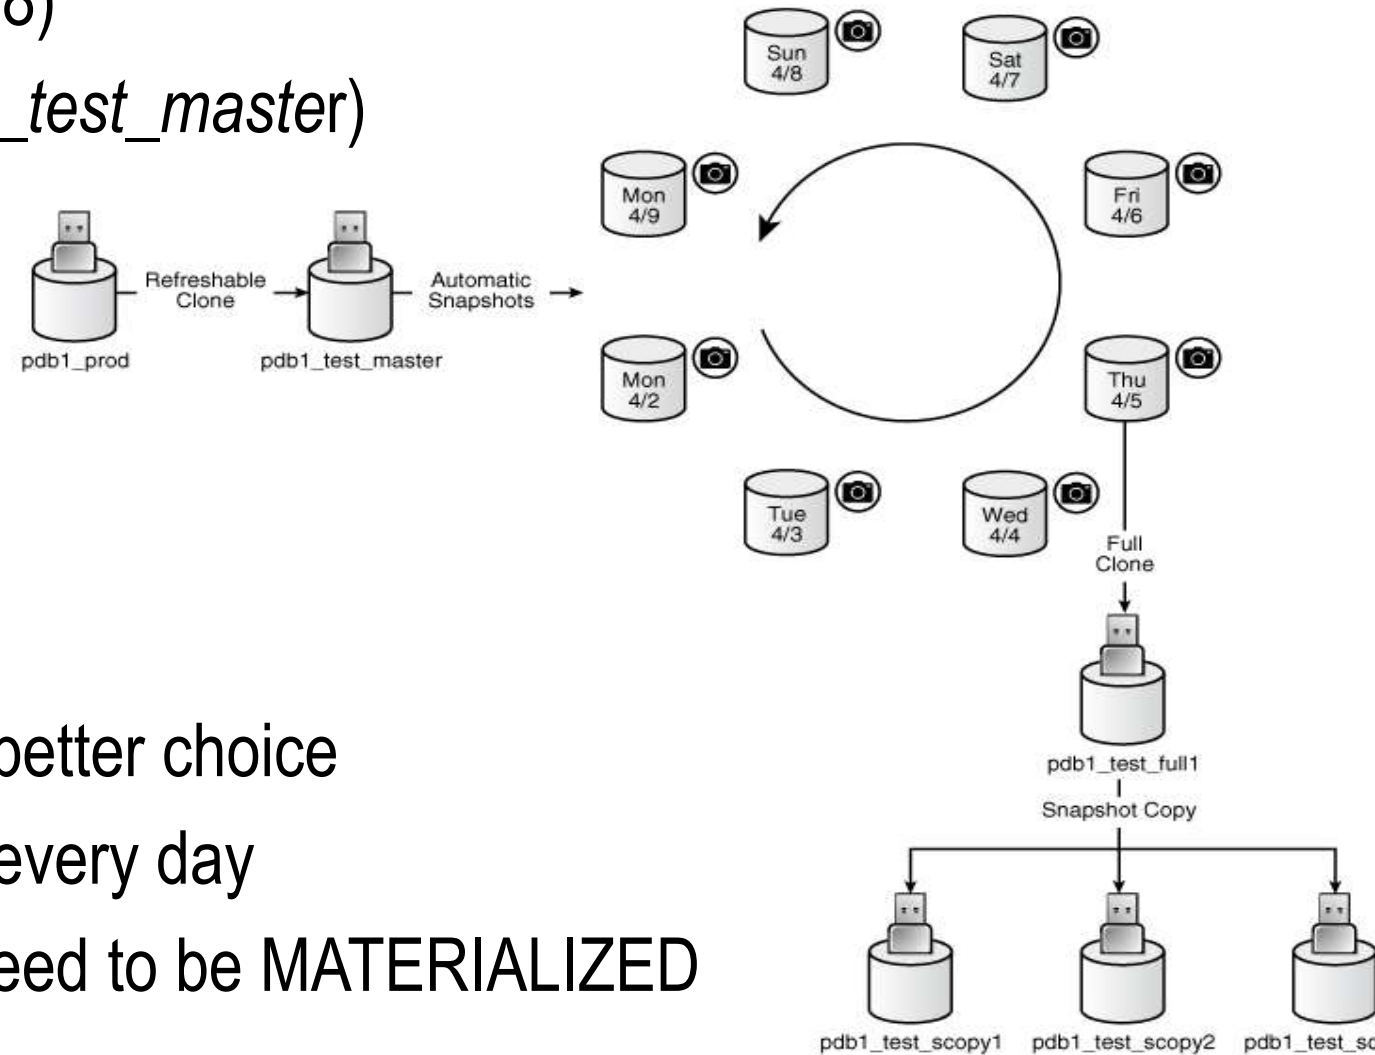 _test_master)
Sun
4/8
Sat
4/7
Mon
4/9
Fri
4/6
Refreshable
Clone
Automatic
Snapshots
pdb1_prod
pdb1_test_master
Mon
4/2
Thu
4/5
Tue
4/3
Wed
4/4
Full
Clone
better choice
pdb1_test_full1
Snapshot Copy
every day
need to be MATERIALIZED
pdb1_test_scopy1
pdb1_test_scopy2